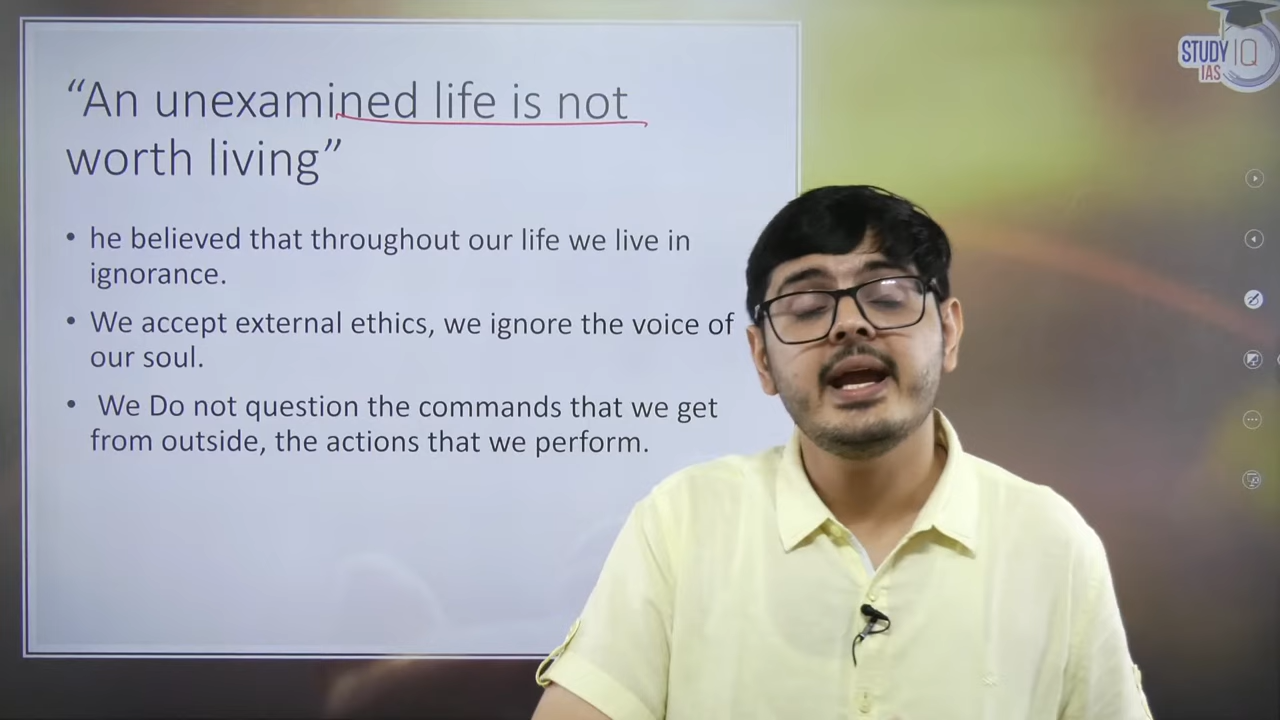 “An unexamined life is not
worth living”
• he believed that throughout our life we live in
ignorance.
• We accept external ethics, we ignore the voice of
our soul.
• We Do not question the commands that we get
from outside, the actions that we perform.
STUDY IQ
IAS